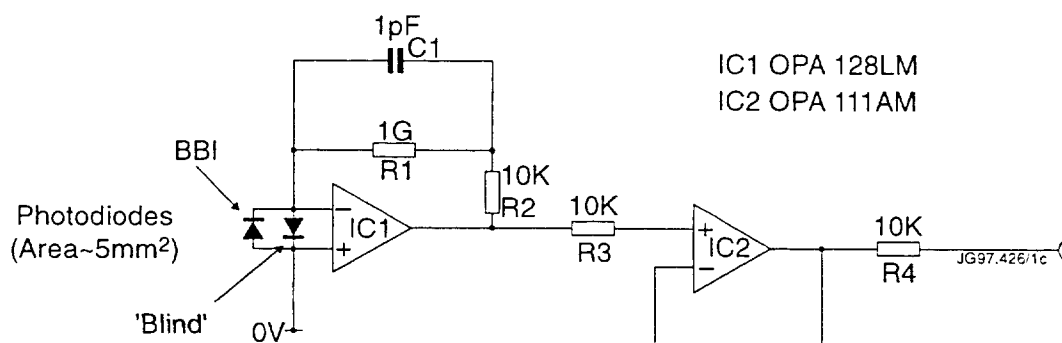 1pF
C1
IC1 OPA 128LM
IC2 OPA 111AM
1G
R1
BBI
10K
R2
Photodiodes
(Area~5mm²)
−
+
IC1
10K
R3
+
−
IC2
10K
R4
JG97.426/1c
'Blind'
0V